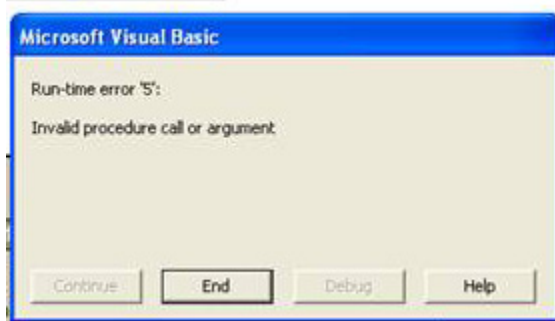 Microsoft Visual Basic
Run-time error '5':
Invalid procedure call or argument
Continue End Debug Help